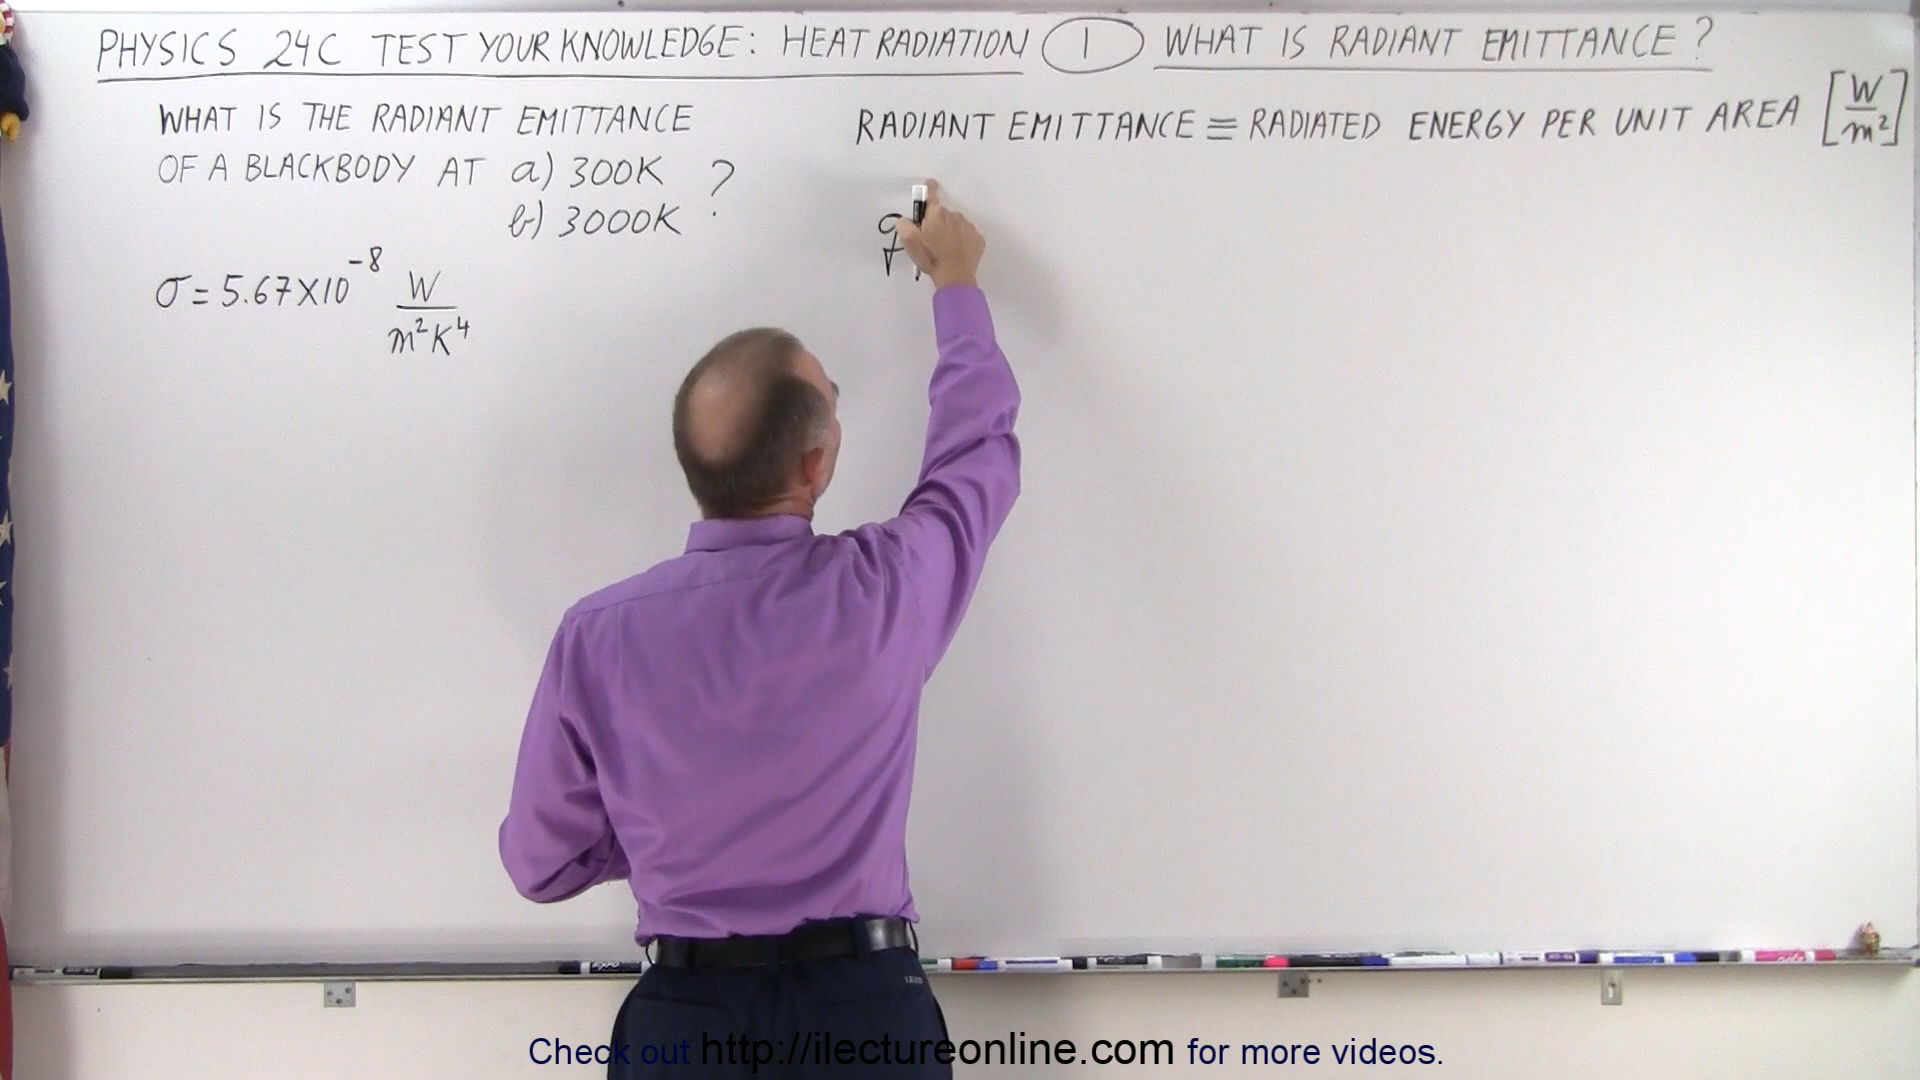 PHYSICS 24C TEST YOUR KNOWLEDGE: HEAT RADIATION 1 WHAT IS RADIANT EMITTANCE?
WHAT IS THE RADIANT EMITTANCE
OF A BLACKBODY AT a) 300K ?
b) 3000K
σ = 5.67×10⁻⁸ W/m²K⁴
RADIANT EMITTANCE ≡ RADIATED ENERGY PER UNIT AREA [W/m²]
Check out http://ilectureonline.com for more videos.